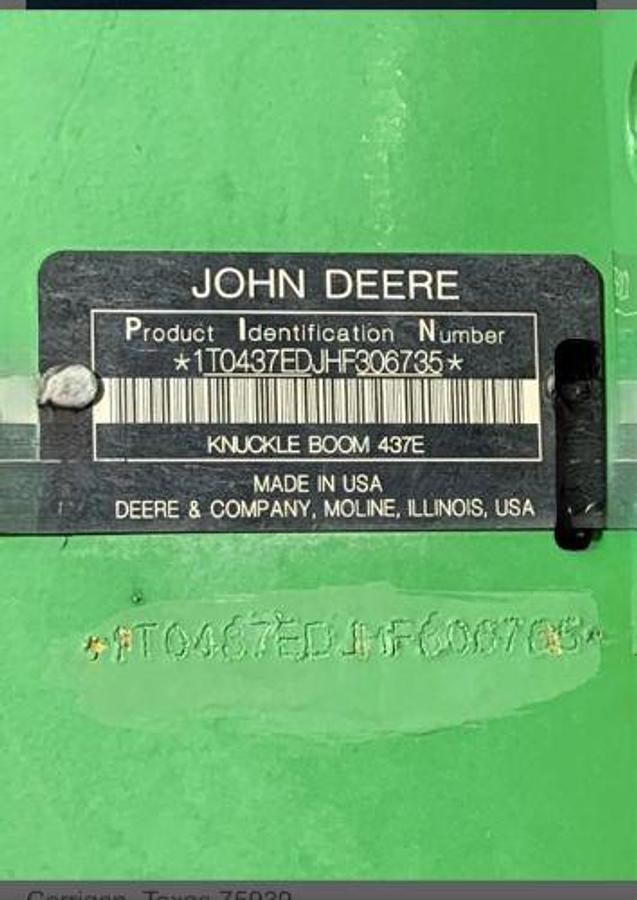 JOHN DEERE
Product Identification Number
*1T0437EDJHF306735*
KNUCKLE BOOM 437E
MADE IN USA
DEERE & COMPANY, MOLINE, ILLINOIS, USA